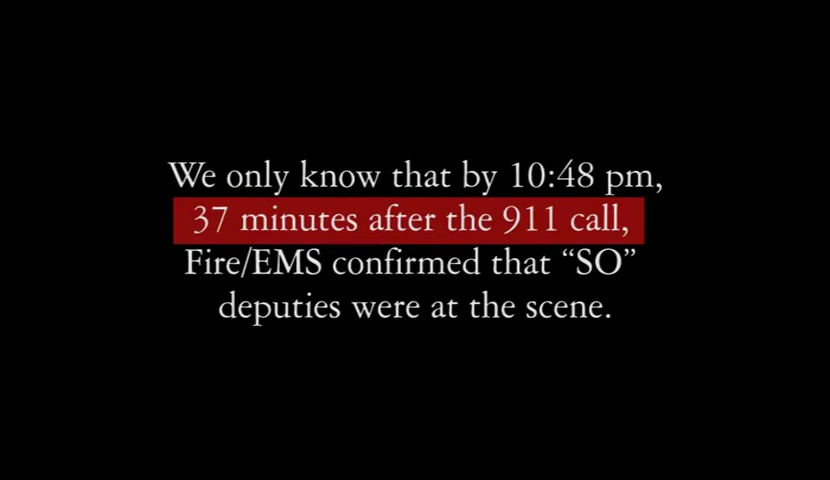 We only know that by 10:48 pm,
37 minutes after the 911 call,
Fire/EMS confirmed that “SO”
deputies were at the scene.